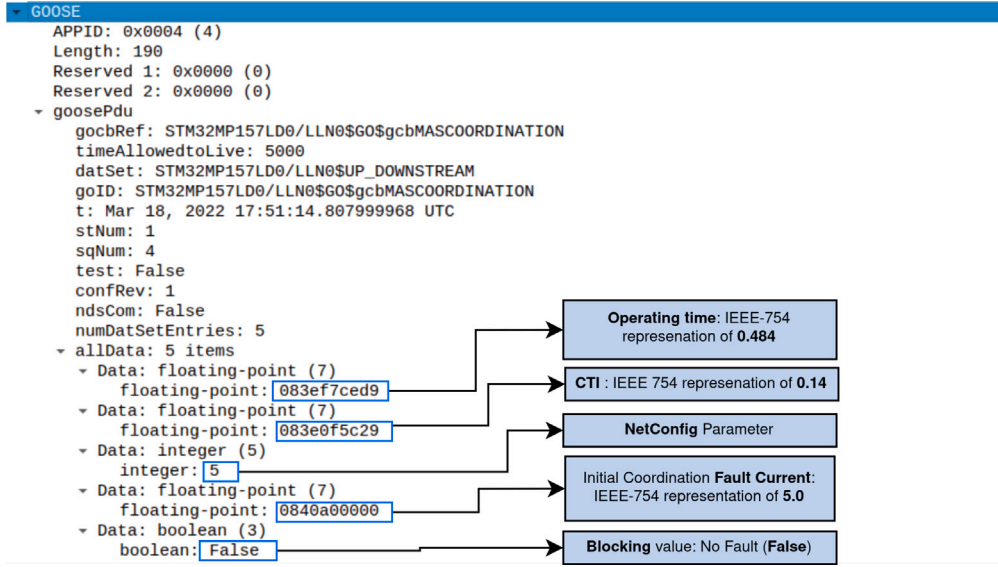 GOOSE
APPID: 0x0004 (4)
Length: 190
Reserved 1: 0x0000 (0)
Reserved 2: 0x0000 (0)
goosePdu
gocbRef: STM32MP157LD0/LLN0$GO$gcbMASCOORDINATION
timeAllowedtoLive: 5000
datSet: STM32MP157LD0/LLN0$UP_DOWNSTREAM
goID: STM32MP157LD0/LLN0$GO$gcbMASCOORDINATION
t: Mar 18, 2022 17:51:14.807999968 UTC
stNum: 1
sqNum: 4
test: False
confRev: 1
ndsCom: False
numDatSetEntries: 5
allData: 5 items
Data: floating-point (7)
floating-point: 083ef7ced9
Data: floating-point (7)
floating-point: 083e0f5c29
Data: integer (5)
integer: 5
Data: floating-point (7)
floating-point: 0840a00000
Data: boolean (3)
boolean: False
Operating time: IEEE-754
represenation of 0.484
CTI : IEEE 754 represenation of 0.14
NetConfig Parameter
Initial Coordination Fault Current:
IEEE-754 representation of 5.0
Blocking value: No Fault (False)